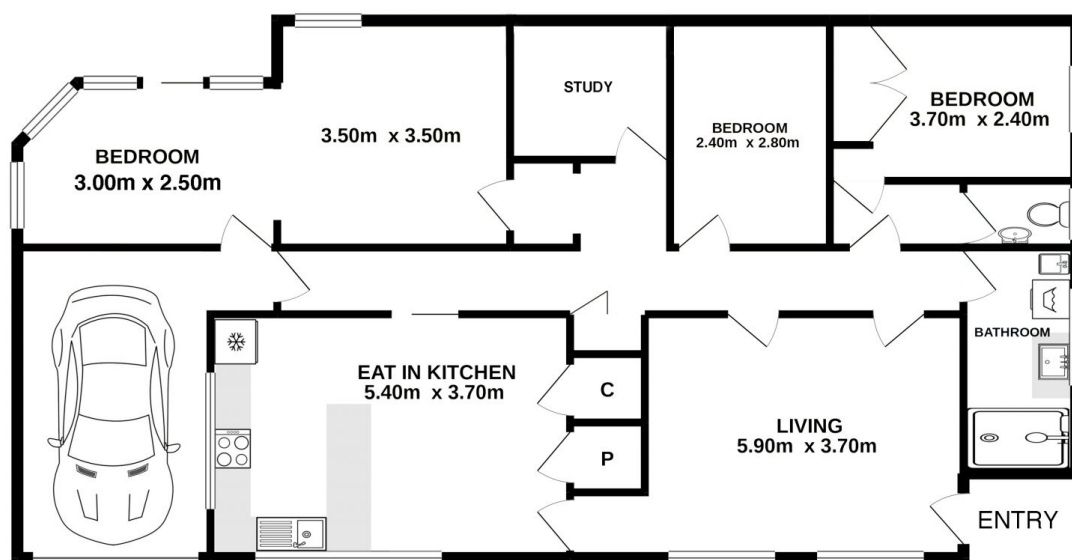 STUDY
BEDROOM
3.70m x 2.40m
BEDROOM
2.40m x 2.80m
3.50m x 3.50m
BEDROOM
3.00m x 2.50m
BATHROOM
EAT IN KITCHEN
5.40m x 3.70m
C
LIVING
5.90m x 3.70m
P
ENTRY